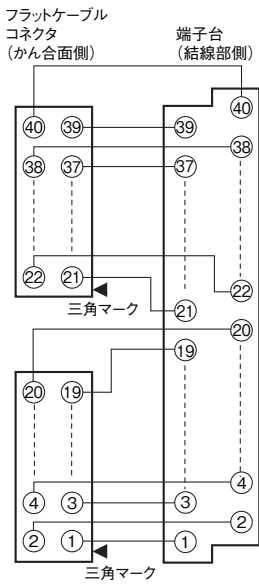 フラットケーブル
コネクタ
(かん合面側)
端子台
(結線部側)
40
40 39 39
38 37 37 38
22 21 22
三角マーク
21
20
19
20 19
4
4 3 3
2
2 1 1
三角マーク